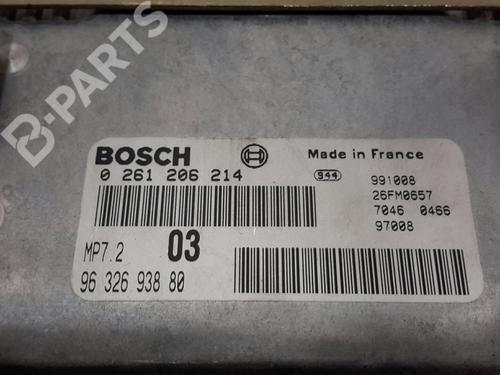 B-PARTS
BOSCH
Made in France
0 261 206 214
944
991008
26FM0657
7046 0466
97008
MP7.2
03
96 326 938 80